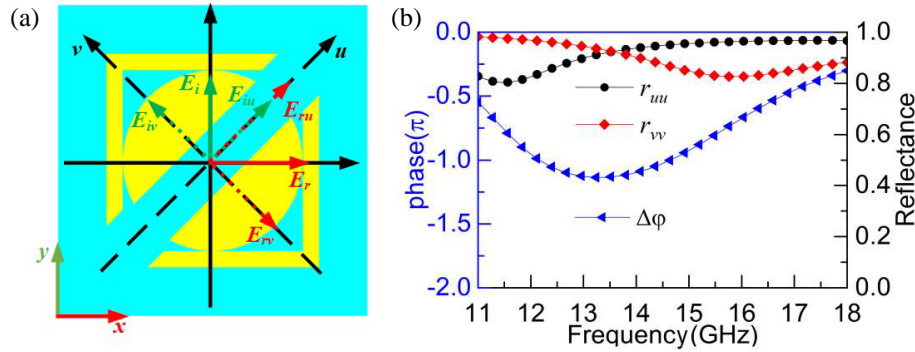 (a)
v
u
E_i
E_iu
E_ru
E_iv
E_r
E_rv
y
x
(b)
phase(π)
0.0
-0.5
-1.0
-1.5
-2.0
r_uu
r_vv
Δφ
1.0
0.8
0.6
0.4
0.2
0.0
Reflectance
11 12 13 14 15 16 17 18
Frequency(GHz)